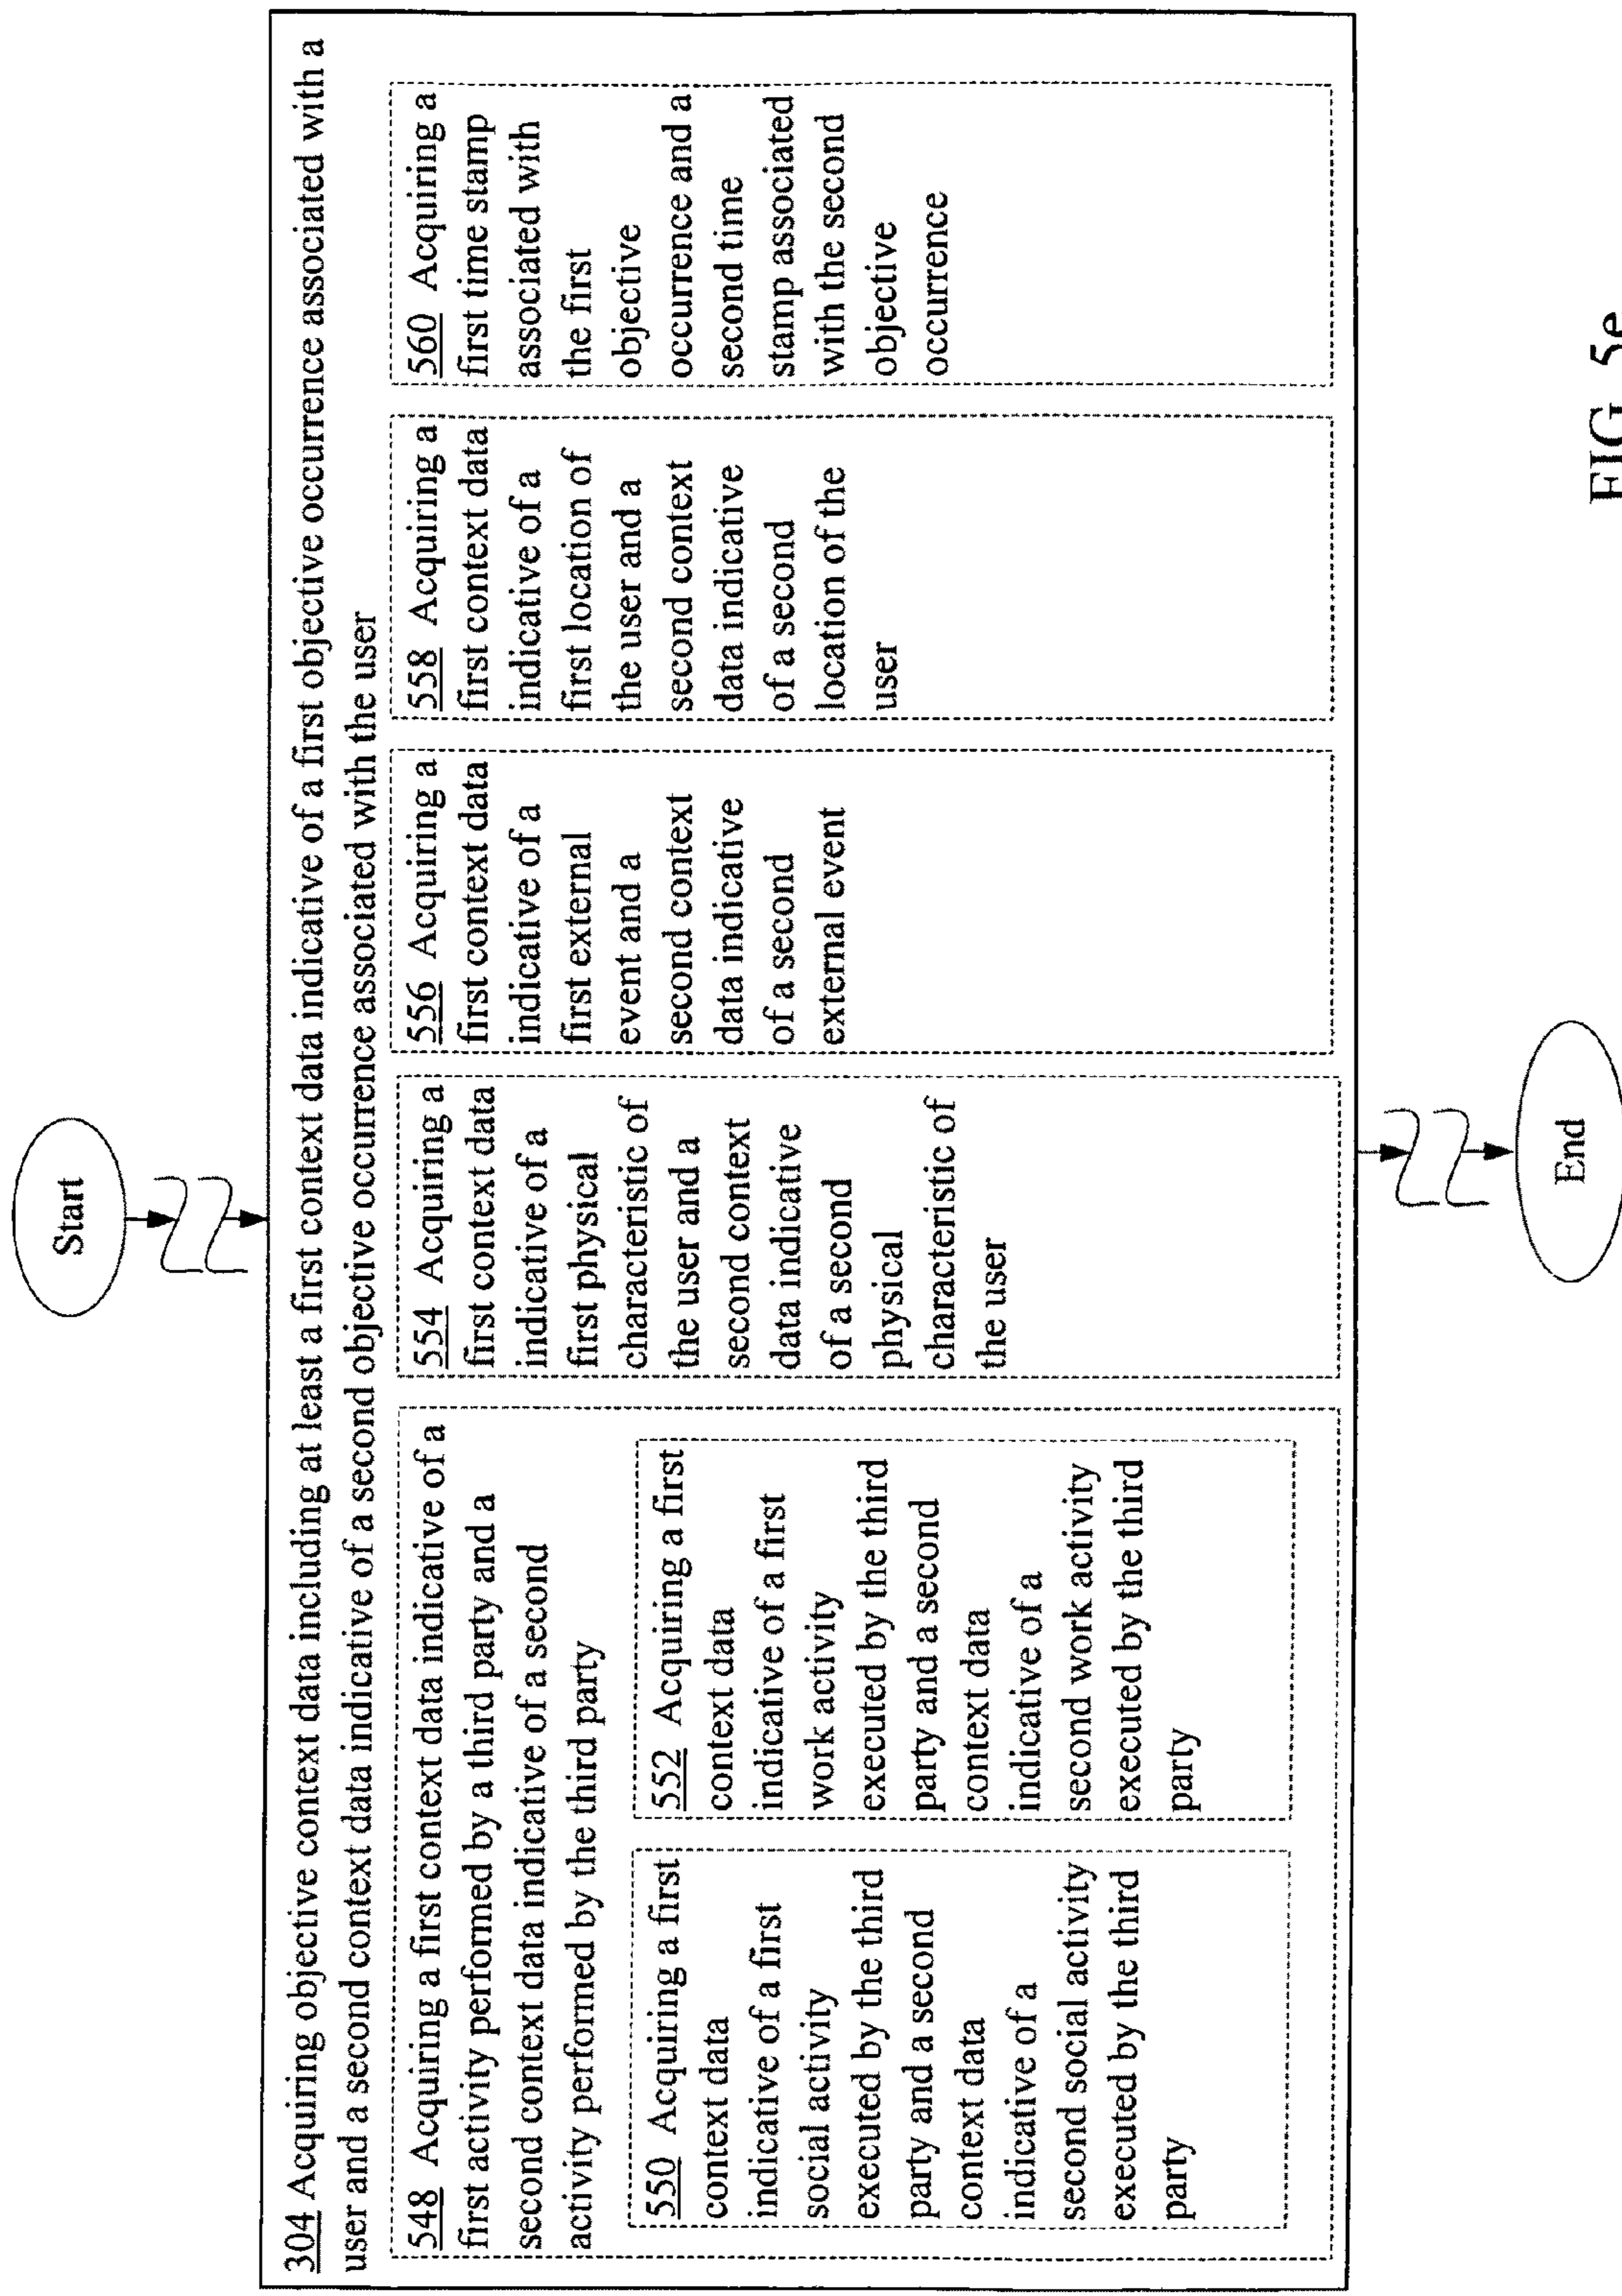 Start
304 Acquiring objective context data including at least a first context data indicative of a first objective occurrence associated with a
user and a second context data indicative of a second objective occurrence associated with the user
548 Acquiring a first context data indicative of a
first activity performed by a third party and a
second context data indicative of a second
activity performed by the third party
550 Acquiring a first
context data
indicative of a first
social activity
executed by the third
party and a second
context data
indicative of a
second social activity
executed by the third
party
552 Acquiring a first
context data
indicative of a first
work activity
executed by the third
party and a second
context data
indicative of a
second work activity
executed by the third
party
554 Acquiring a
first context data
indicative of a
first physical
characteristic of
the user and a
second context
data indicative
of a second
physical
characteristic of
the user
556 Acquiring a
first context data
indicative of a
first external
event and a
second context
data indicative
of a second
external event
558 Acquiring a
first context data
indicative of a
first location of
the user and a
second context
data indicative
of a second
location of the
user
560 Acquiring a
first time stamp
associated with
the first
objective
occurrence and a
second time
stamp associated
with the second
objective
occurrence
End
FIG. 5e